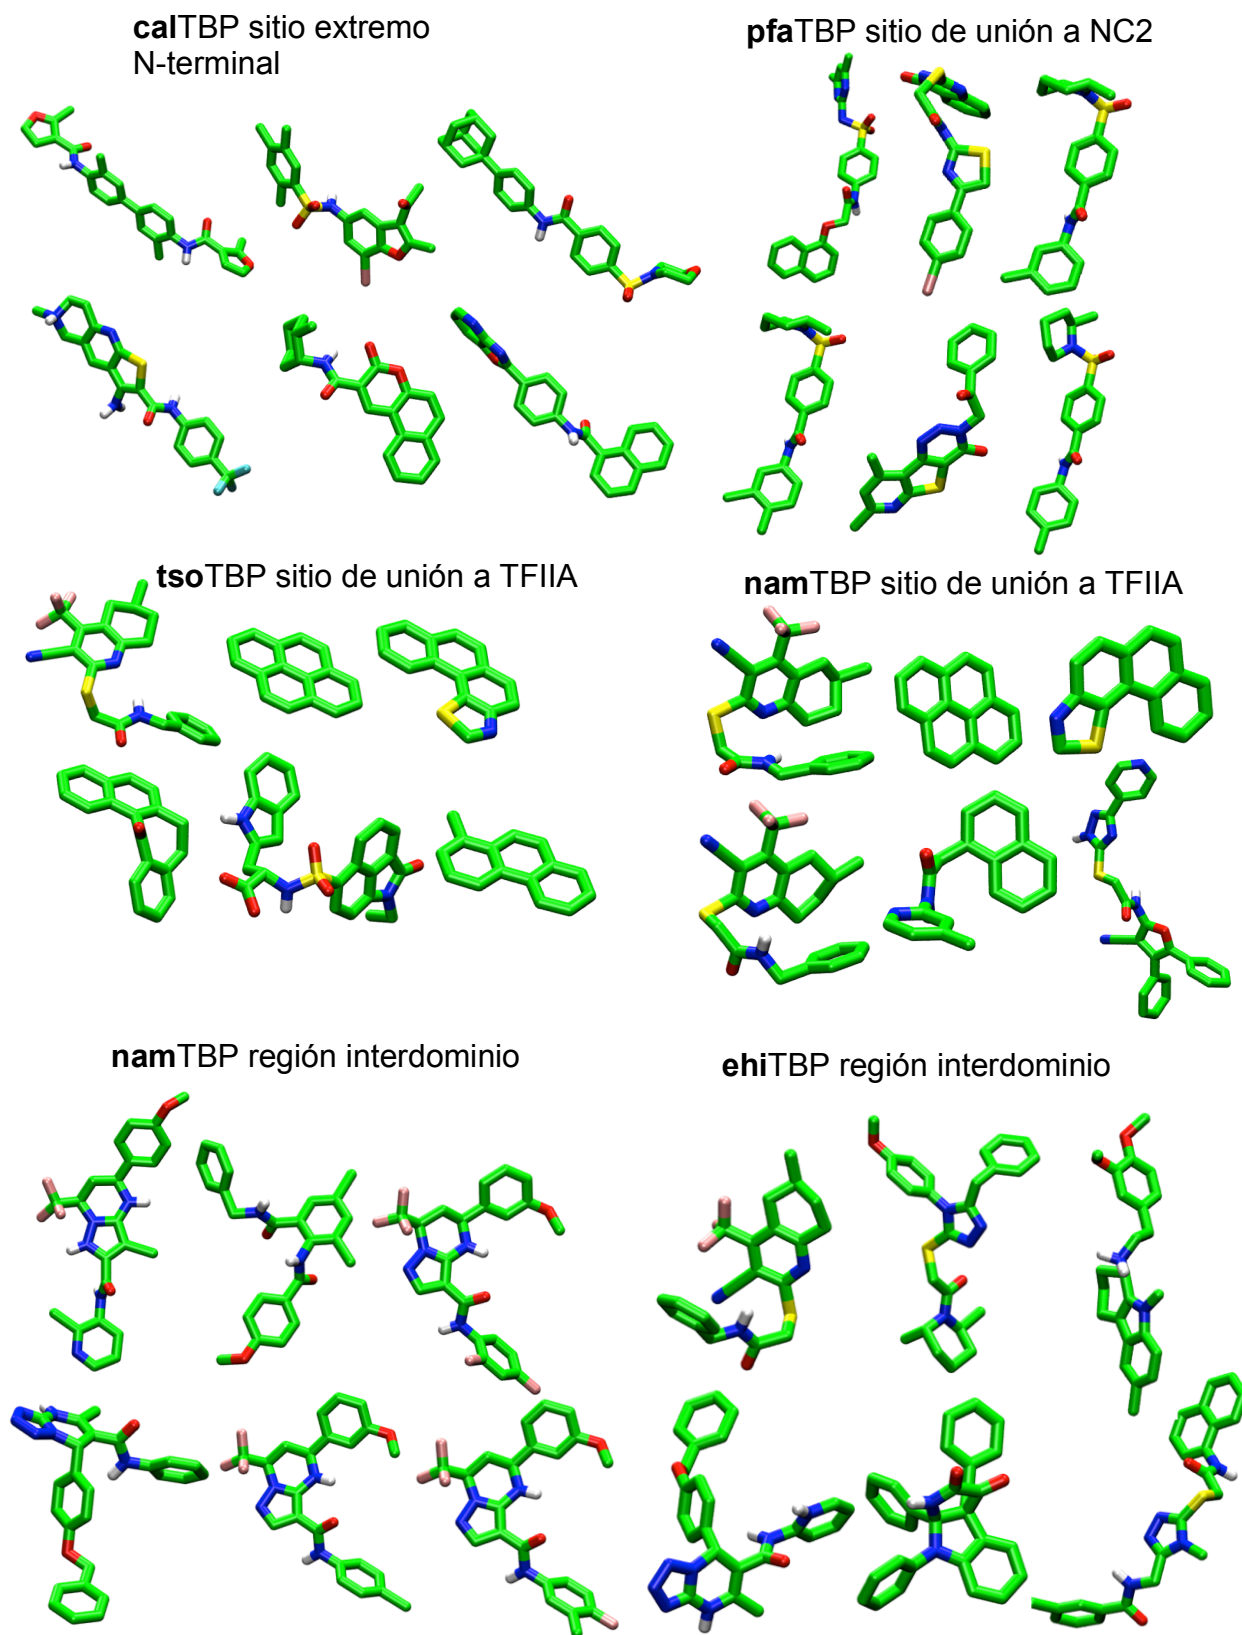 calTBP sitio extremo
N-terminal
pfaTBP sitio de unión a NC2
tsoTBP sitio de unión a TFIIA
namTBP sitio de unión a TFIIA
namTBP región interdominio
ehiTBP región interdominio